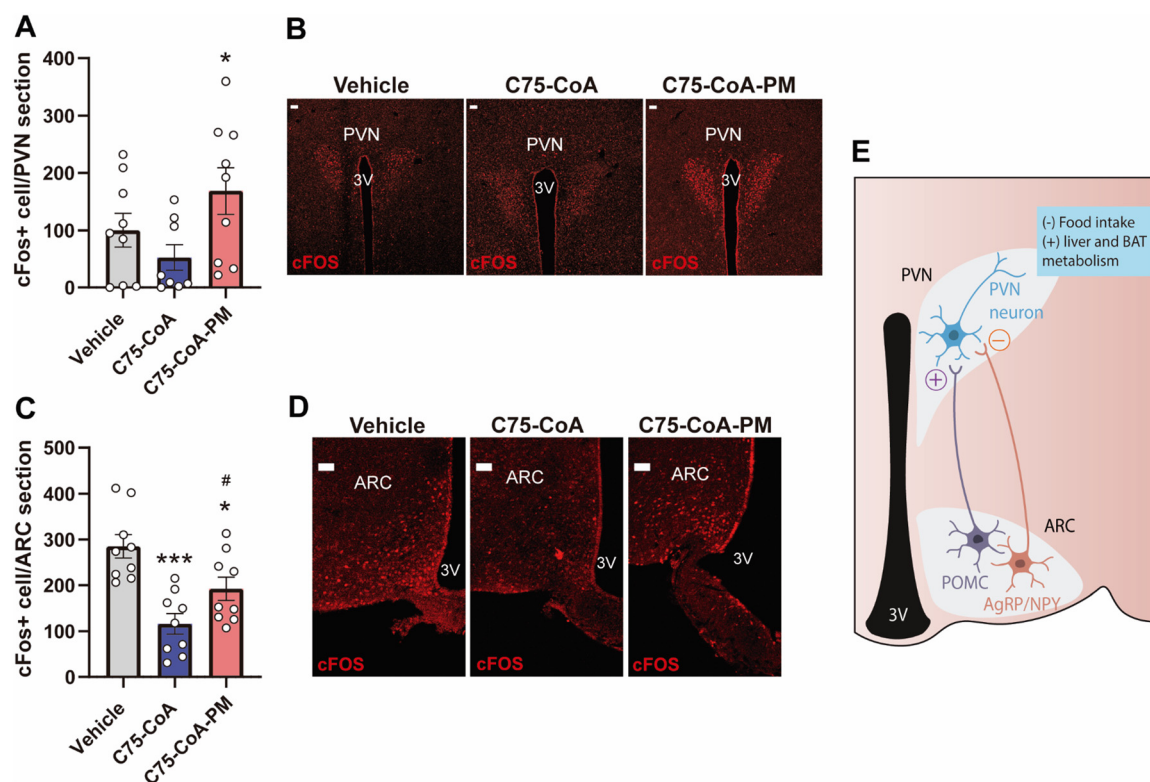 A
cFos+ cell/PVN section
400
300
200
100
0
*
Vehicle
C75-CoA
C75-CoA-PM
B
Vehicle
C75-CoA
C75-CoA-PM
PVN
3V
cFOS
PVN
3V
cFOS
PVN
3V
cFOS
C
cFos+ cell/ARC section
500
400
300
200
100
0
***
#
*
Vehicle
C75-CoA
C75-CoA-PM
D
Vehicle
C75-CoA
C75-CoA-PM
ARC
3V
cFOS
ARC
3V
cFOS
ARC
3V
cFOS
E
(-) Food intake
(+) liver and BAT
metabolism
PVN
PVN
neuron
−
+
ARC
POMC
AgRP/NPY
3V